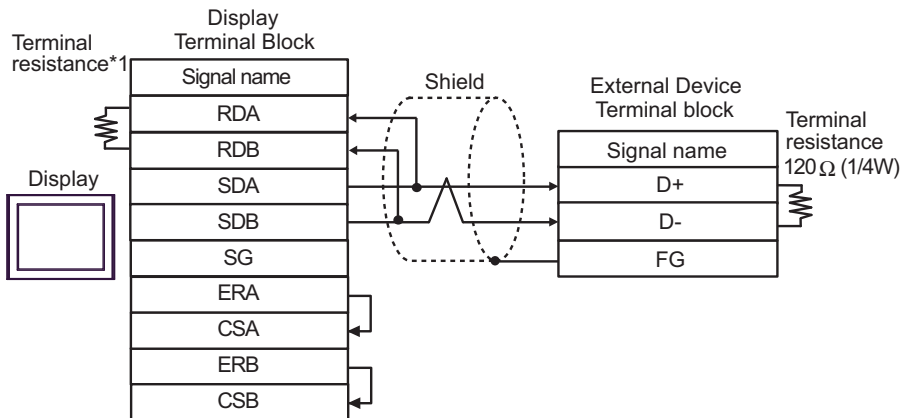 Display
Terminal Block
Terminal
resistance*1
Signal name
RDA
RDB
SDA
SDB
SG
ERA
CSA
ERB
CSB
Display
Shield
External Device
Terminal block
Signal name
D+
D-
FG
Terminal
resistance
120 Ω (1/4W)